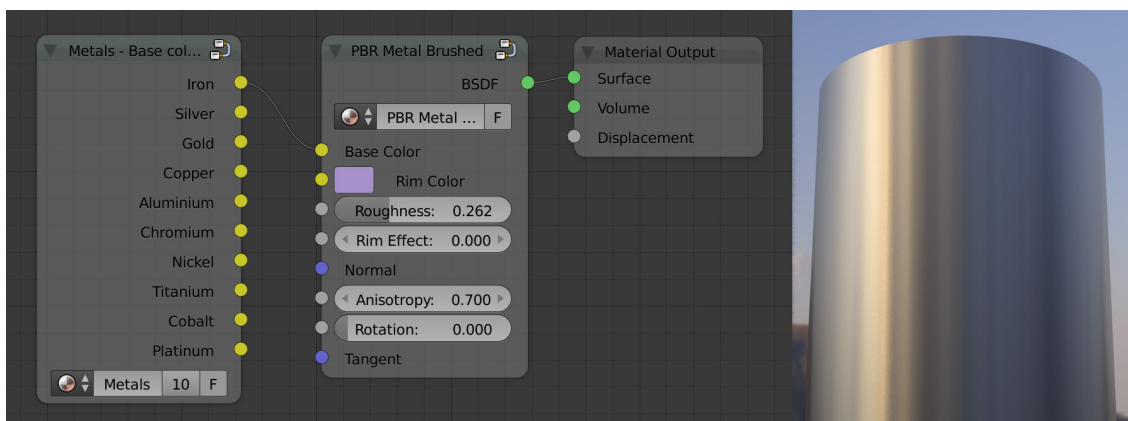 Metals - Base col...
Iron
Silver
Gold
Copper
Aluminium
Chromium
Nickel
Titanium
Cobalt
Platinum
Metals 10 F
PBR Metal Brushed
BSDF
PBR Metal ... F
Base Color
Rim Color
Roughness: 0.262
Rim Effect: 0.000
Normal
Anisotropy: 0.700
Rotation: 0.000
Tangent
Material Output
Surface
Volume
Displacement